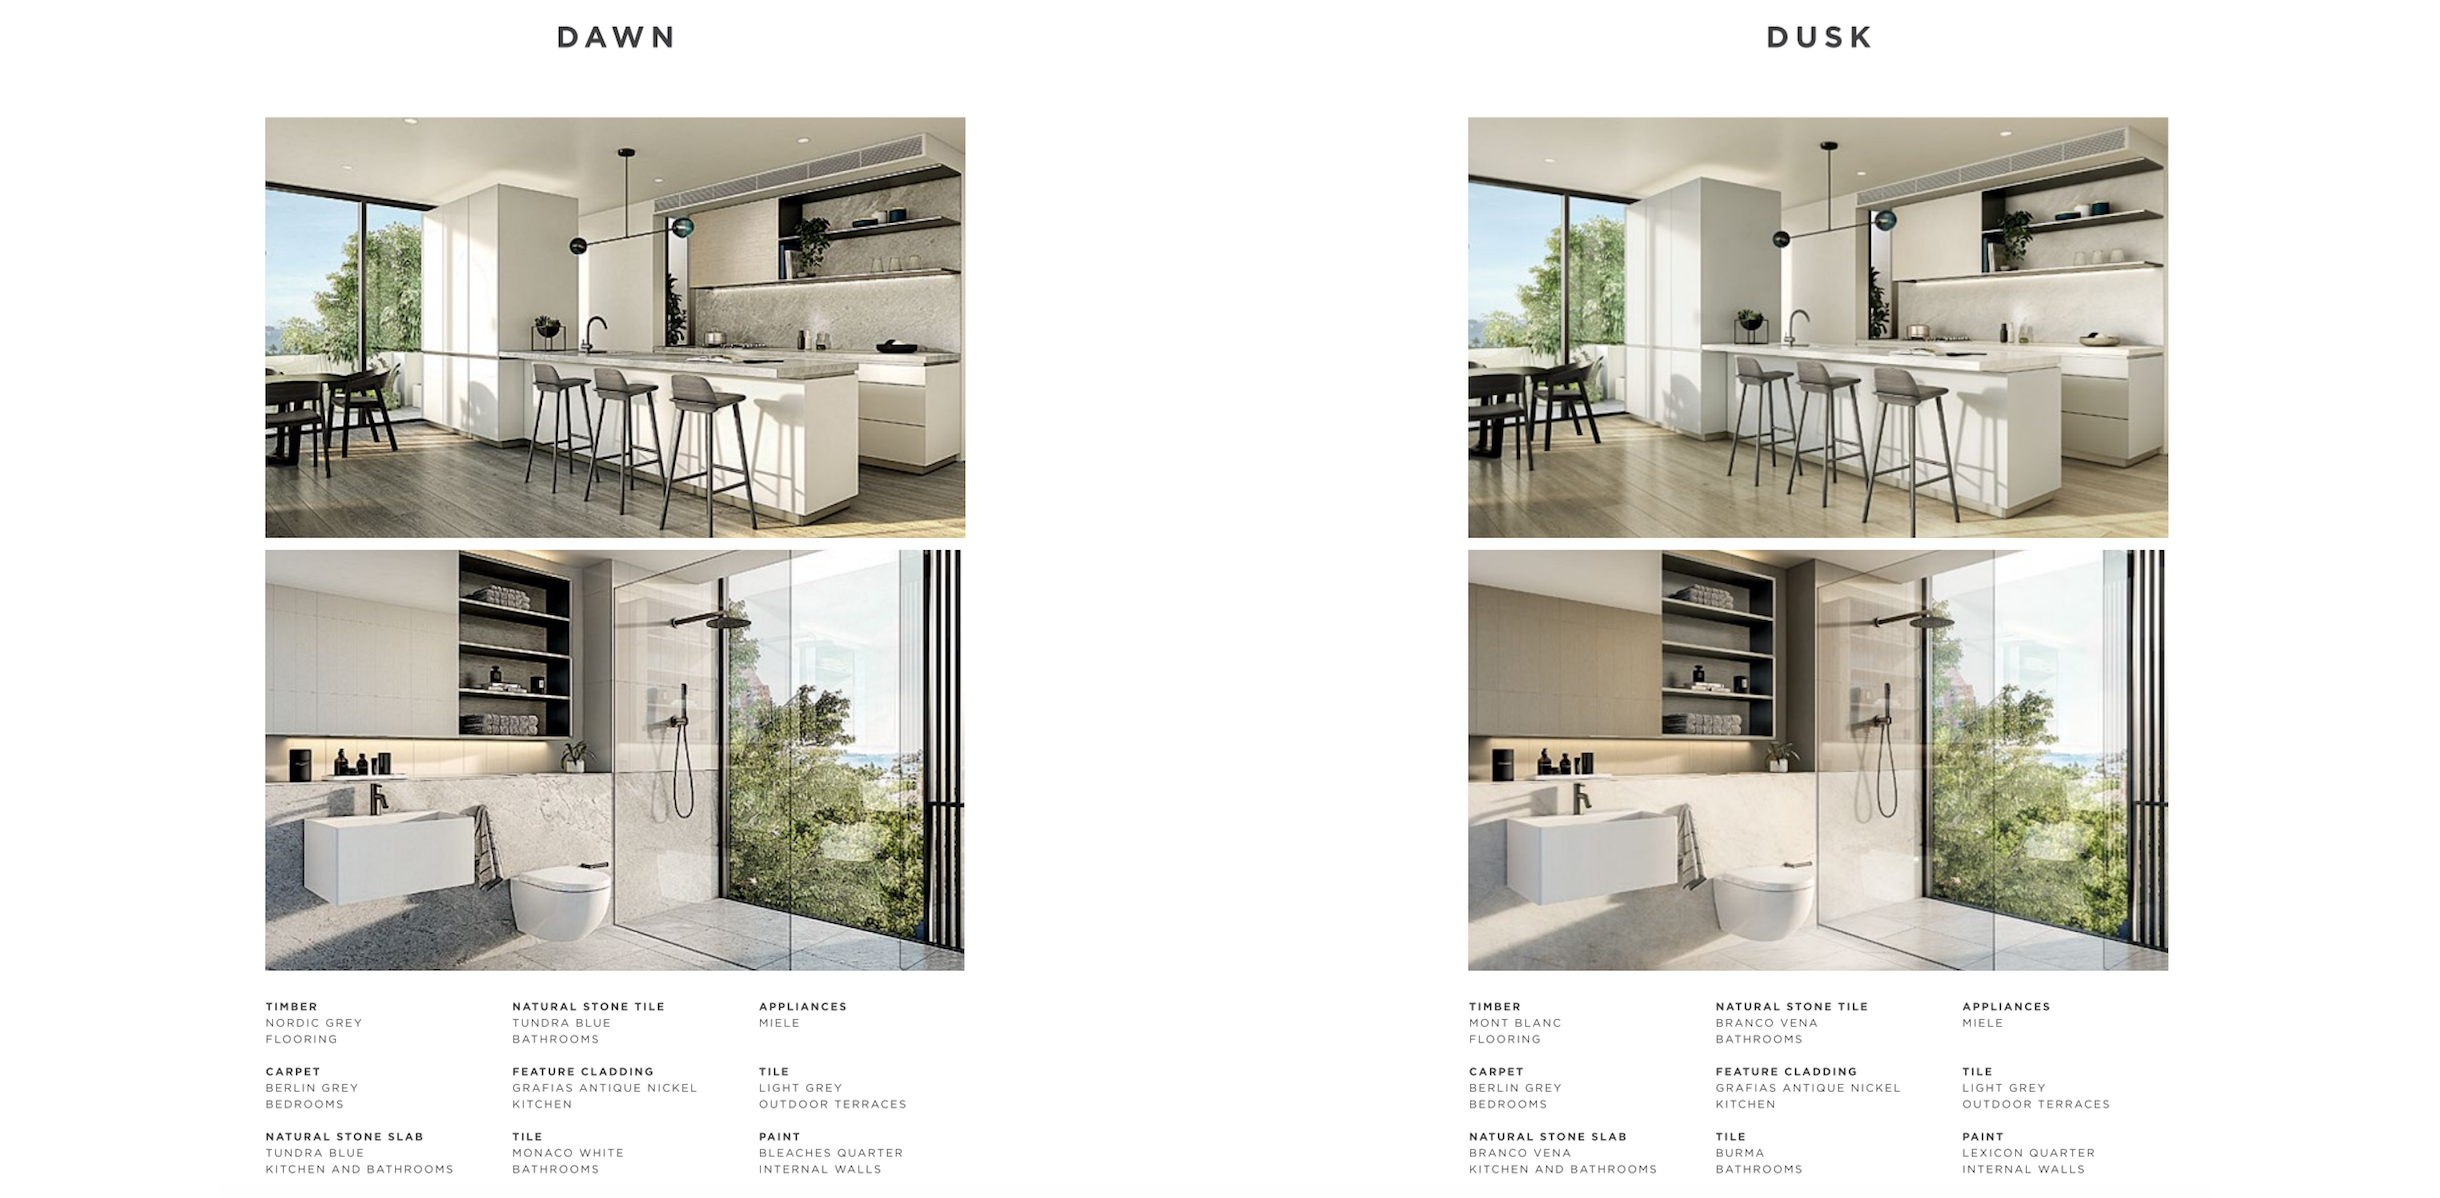 DAWN
DUSK
TIMBER
NORDIC GREY
FLOORING
NATURAL STONE TILE
TUNDRA BLUE
BATHROOMS
APPLIANCES
MIELE
CARPET
BERLIN GREY
BEDROOMS
FEATURE CLADDING
GRAFIAS ANTIQUE NICKEL
KITCHEN
TILE
LIGHT GREY
OUTDOOR TERRACES
NATURAL STONE SLAB
TUNDRA BLUE
KITCHEN AND BATHROOMS
TILE
MONACO WHITE
BATHROOMS
PAINT
BLEACHES QUARTER
INTERNAL WALLS
TIMBER
MONT BLANC
FLOORING
NATURAL STONE TILE
BRANCO VENA
BATHROOMS
APPLIANCES
MIELE
CARPET
BERLIN GREY
BEDROOMS
FEATURE CLADDING
GRAFIAS ANTIQUE NICKEL
KITCHEN
TILE
LIGHT GREY
OUTDOOR TERRACES
NATURAL STONE SLAB
BRANCO VENA
KITCHEN AND BATHROOMS
TILE
BURMA
BATHROOMS
PAINT
LEXICON QUARTER
INTERNAL WALLS